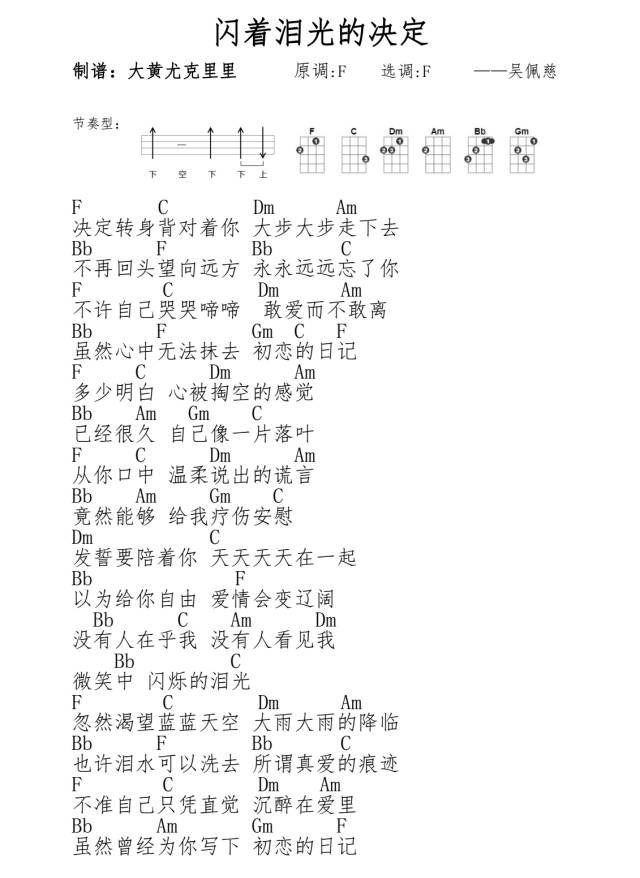 闪着泪光的决定
制谱：大黄尤克里里 原调:F 选调:F ——吴佩慈
节奏型:
F C Dm Am Bb Gm
下 空 下 下 上
F C Dm Am
决定转身背对着你 大步大步走下去
Bb F Bb C
不再回头望向远方 永永远远忘了你
F C Dm Am
不许自己哭哭啼啼 敢爱而不敢离
Bb F Gm C F
虽然心中无法抹去 初恋的日记
F C Dm Am
多少明白 心被掏空的感觉
Bb Am Gm C
已经很久 自己像一片落叶
F C Dm Am
从你口中 温柔说出的谎言
Bb Am Gm C
竟然能够 给我疗伤安慰
Dm C
发誓要陪着你 天天天天在一起
Bb F
以为给你自由 爱情会变辽阔
Bb C Am Dm
没有人在乎我 没有人看见我
Bb C
微笑中 闪烁的泪光
F C Dm Am
忽然渴望蓝蓝天空 大雨大雨的降临
Bb F Bb C
也许泪水可以洗去 所谓真爱的痕迹
F C Dm Am
不准自己只凭直觉 沉醉在爱里
Bb Am Gm F
虽然曾经为你写下 初恋的日记